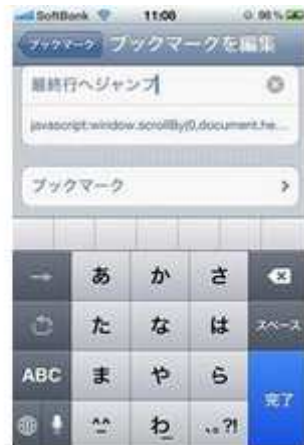 SoftBank 11:08 98%
ブックマーク ブックマークを編集
最終行へジャンプ
javascript:window.scrollBy(0,document.he...
ブックマーク
→ あ か さ
た な は スペース
ABC ま や ら 完了
^^ わ 、。?!